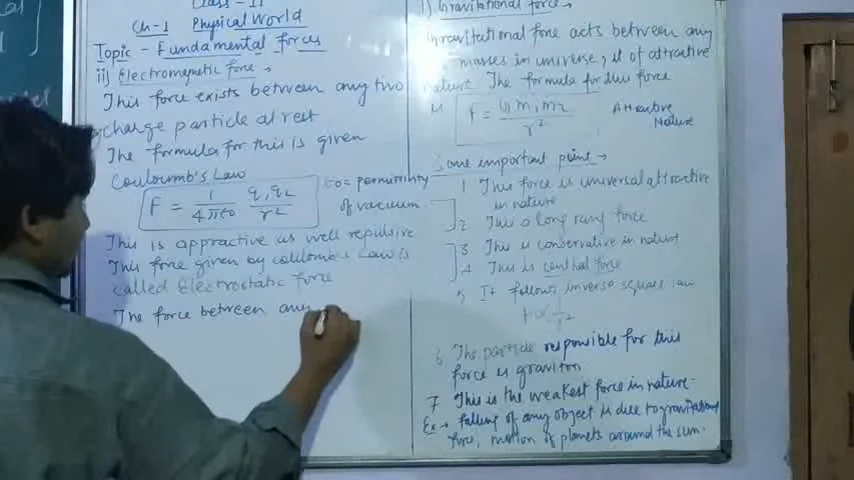 Class - 11
Ch-1 Physical World
Topic - Fundamental forces
ii) Electromegnetic force →
This force exists between any two
charge particle at rest
The formula for this is given
Couloumb's Law
F = 1/4πε0 q1q2/r2
ε0 = permittivity
of vacuum
This is appractive as well repulsive
This force given by coulomb's Law is
called Electrostatic force
The force between any
i) Gravitational force →
Gravitational force acts between any
masses in universe, it of attractive
nature The formula for this force
is
F = Gm1m2/r2
Attractive
Nature
Some important point →
1 This force is universal attractive
in nature
2. This a long rang force
3 This is conservative in nature
4 This is central force
5 It follows inverse square law
F ∝ 1/r2
6 The particle responsible for this
force is graviton
7 This is the weakest force in nature.
Ex → falling of any object is due to gravitational
force, motion of planets around the sun.